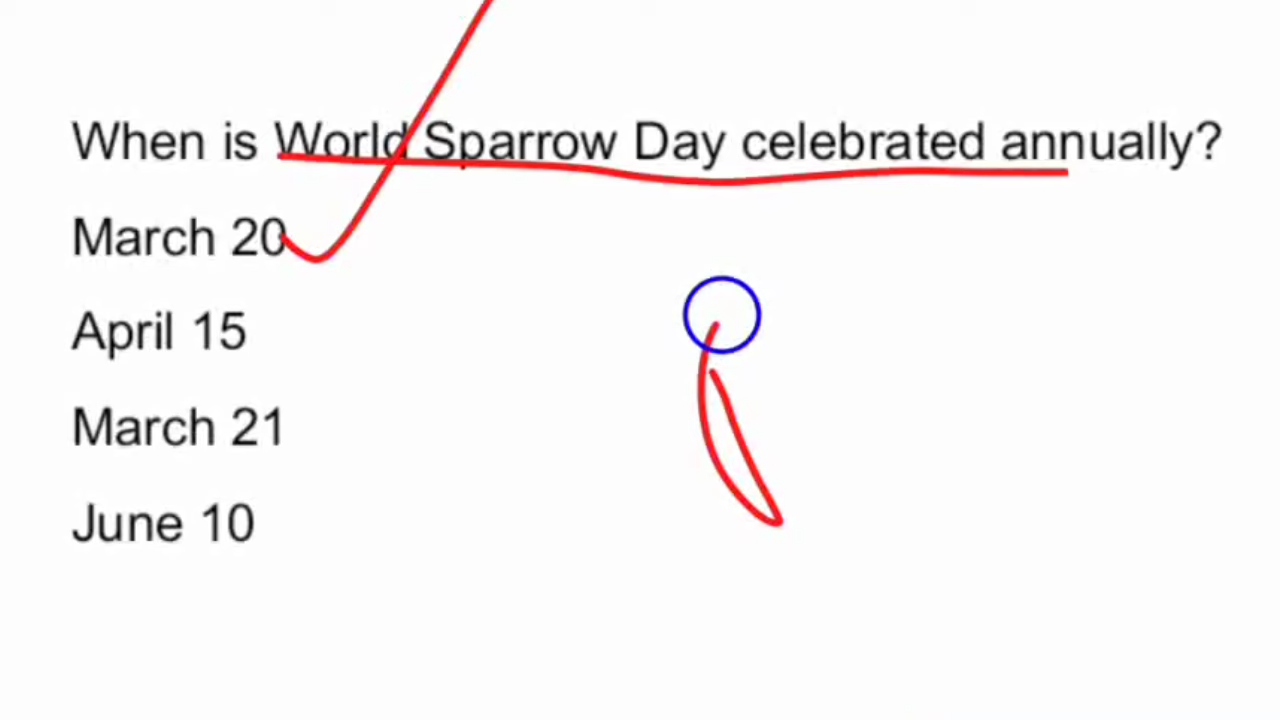 When is World Sparrow Day celebrated annually?
March 20
April 15
March 21
June 10